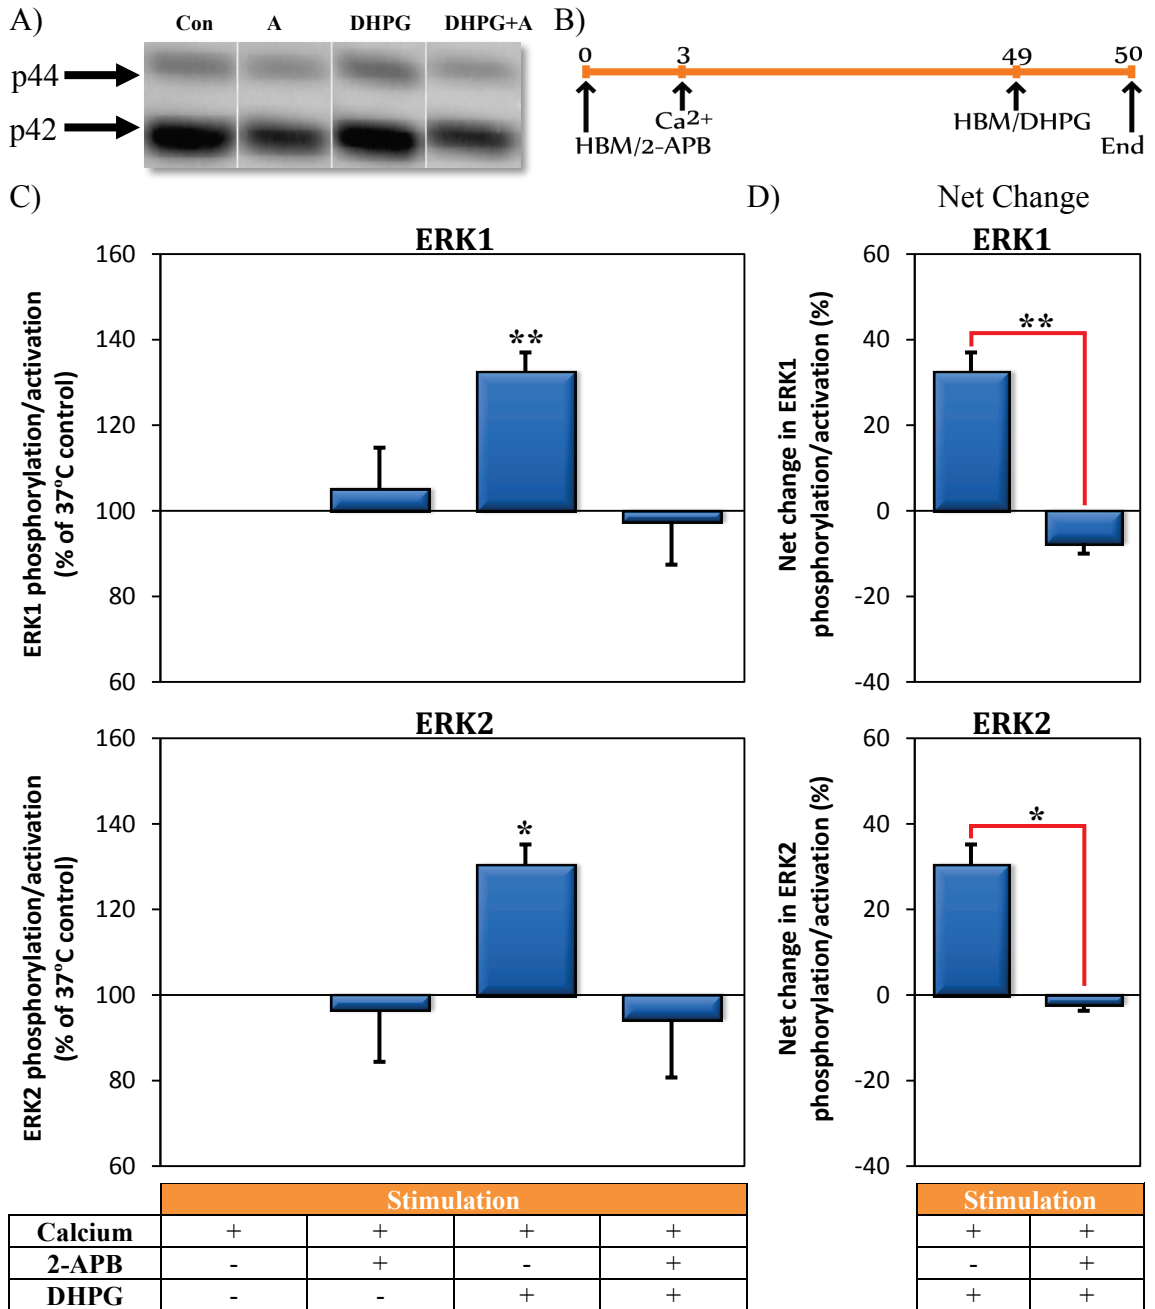 A)
Con A DHPG DHPG+A
p44
p42
B)
0 3 49 50
Ca2+
HBM/2-APB
HBM/DHPG
End
C)
ERK1
ERK1 phosphorylation/activation
(% of 37°C control)
160
140
120
100
80
60
**
D)
Net Change
ERK1
Net change in ERK1
phosphorylation/activation (%)
60
40
20
0
-20
-40
**
ERK2
ERK2 phosphorylation/activation
(% of 37°C control)
160
140
120
100
80
60
*
ERK2
Net change in ERK2
phosphorylation/activation (%)
60
40
20
0
-20
-40
*
Stimulation
Calcium + + + +
2-APB - + - +
DHPG - - + +
Stimulation
+ +
- +
+ +